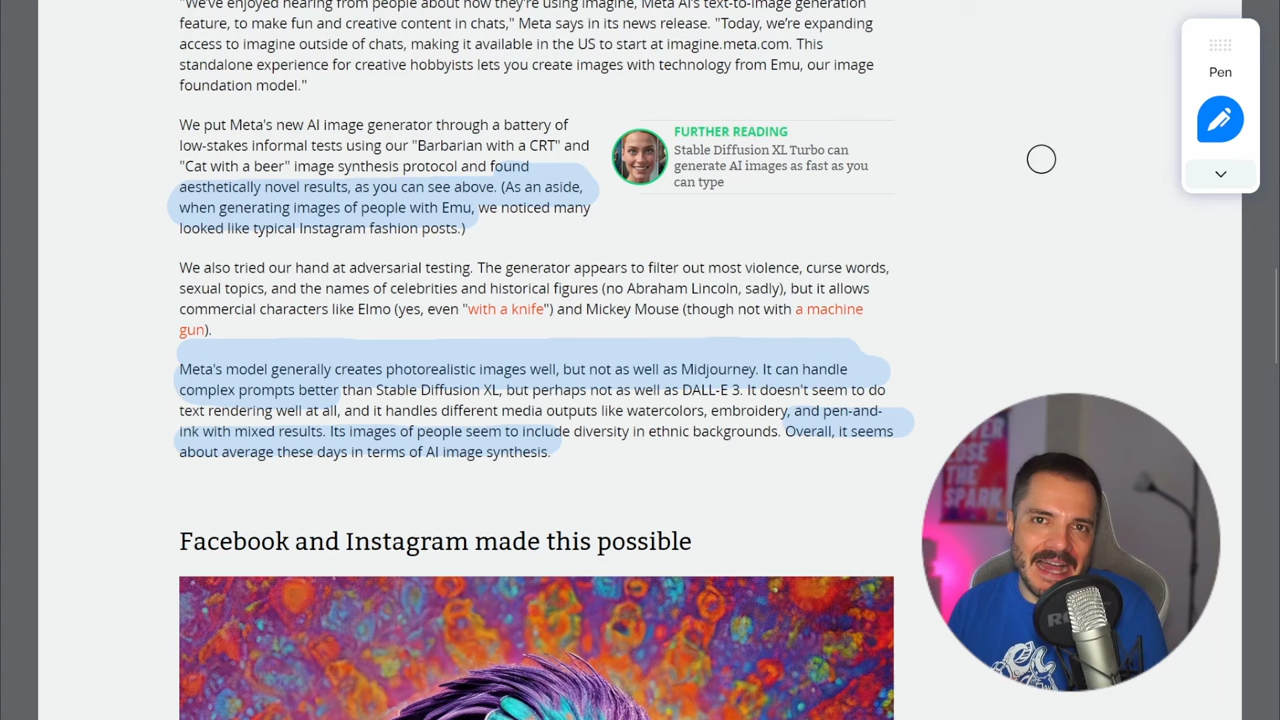 "We've enjoyed hearing from people about how they're using imagine, Meta AI's text-to-image generation
feature, to make fun and creative content in chats," Meta says in its news release. "Today, we're expanding
access to imagine outside of chats, making it available in the US to start at imagine.meta.com. This
standalone experience for creative hobbyists lets you create images with technology from Emu, our image
foundation model."
We put Meta's new AI image generator through a battery of
low-stakes informal tests using our "Barbarian with a CRT" and
"Cat with a beer" image synthesis protocol and found
aesthetically novel results, as you can see above. (As an aside,
when generating images of people with Emu, we noticed many
looked like typical Instagram fashion posts.)
FURTHER READING
Stable Diffusion XL Turbo can
generate AI images as fast as you
can type
We also tried our hand at adversarial testing. The generator appears to filter out most violence, curse words,
sexual topics, and the names of celebrities and historical figures (no Abraham Lincoln, sadly), but it allows
commercial characters like Elmo (yes, even "with a knife") and Mickey Mouse (though not with a machine
gun).
Meta's model generally creates photorealistic images well, but not as well as Midjourney. It can handle
complex prompts better than Stable Diffusion XL, but perhaps not as well as DALL-E 3. It doesn't seem to do
text rendering well at all, and it handles different media outputs like watercolors, embroidery, and pen-and-
ink with mixed results. Its images of people seem to include diversity in ethnic backgrounds. Overall, it seems
about average these days in terms of AI image synthesis.
Facebook and Instagram made this possible
Pen
THE
SPARK